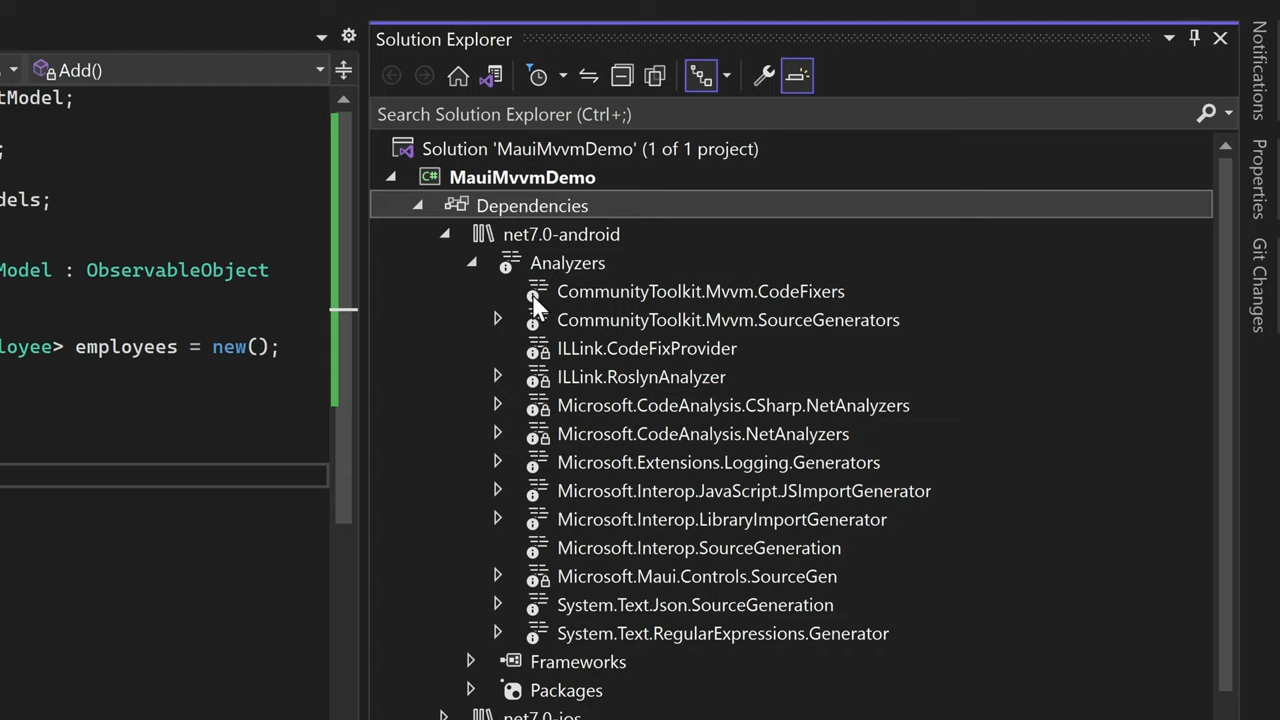 Add()
tModel;
;
dels;
Model : ObservableObject
loyee> employees = new();
Solution Explorer
Search Solution Explorer (Ctrl+;)
Solution 'MauiMvvmDemo' (1 of 1 project)
C# MauiMvvmDemo
Dependencies
net7.0-android
Analyzers
CommunityToolkit.Mvvm.CodeFixers
CommunityToolkit.Mvvm.SourceGenerators
ILLink.CodeFixProvider
ILLink.RoslynAnalyzer
Microsoft.CodeAnalysis.CSharp.NetAnalyzers
Microsoft.CodeAnalysis.NetAnalyzers
Microsoft.Extensions.Logging.Generators
Microsoft.Interop.JavaScript.JSImportGenerator
Microsoft.Interop.LibraryImportGenerator
Microsoft.Interop.SourceGeneration
Microsoft.Maui.Controls.SourceGen
System.Text.Json.SourceGeneration
System.Text.RegularExpressions.Generator
Frameworks
Packages
net7.0-ios
Notifications
Properties
Git Changes